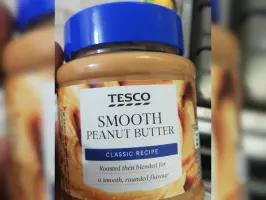 TESCO
SMOOTH
PEANUT BUTTER
CLASSIC RECIPE
Roasted then blended for
a smooth, rounded flavour